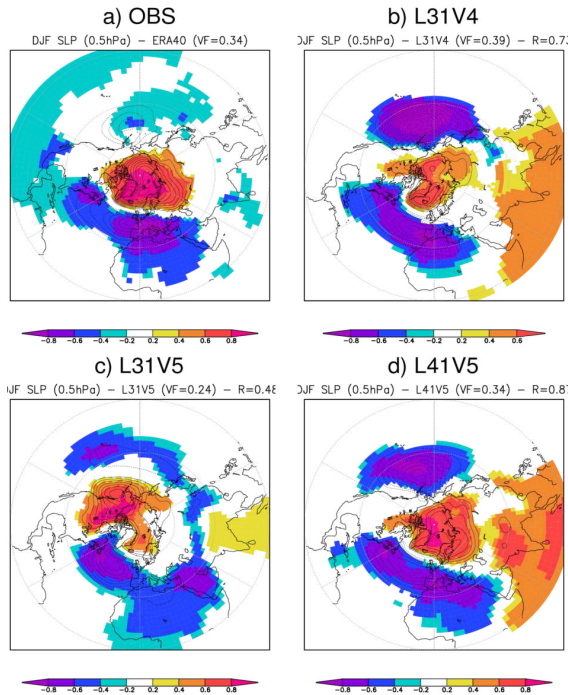 a) OBS
DJF SLP (0.5hPa) – ERA40 (VF=0.34)
-0.8 -0.6 -0.4 -0.2 0.2 0.4 0.6 0.8
b) L31V4
DJF SLP (0.5hPa) – L31V4 (VF=0.39) – R=0.73
-0.8 -0.6 -0.4 -0.2 0.2 0.4 0.6
c) L31V5
DJF SLP (0.5hPa) – L31V5 (VF=0.24) – R=0.48
-0.8 -0.6 -0.4 -0.2 0.2 0.4 0.6 0.8
d) L41V5
DJF SLP (0.5hPa) – L41V5 (VF=0.34) – R=0.87
-0.8 -0.6 -0.4 -0.2 0.2 0.4 0.6 0.8